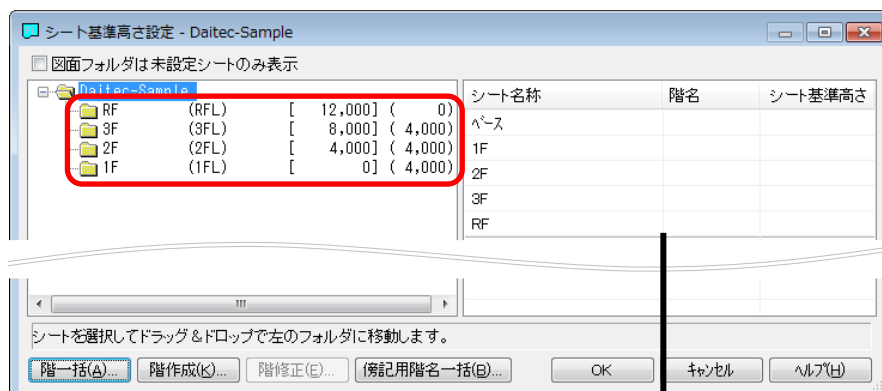 シート基準高さ設定 - Daitec-Sample
図面フォルダは未設定シートのみ表示
Daitec-Sample
RF (RFL) [ 12,000] ( 0)
3F (3FL) [ 8,000] ( 4,000)
2F (2FL) [ 4,000] ( 4,000)
1F (1FL) [ 0] ( 4,000)
シート名称 階名 シート基準高さ
ベース
1F
2F
3F
RF
シートを選択してドラッグ&ドロップで左のフォルダに移動します。
階一括(A)... 階作成(K)... 階修正(E)... 傍記用階名一括(B)... OK キャンセル ヘルプ(H)